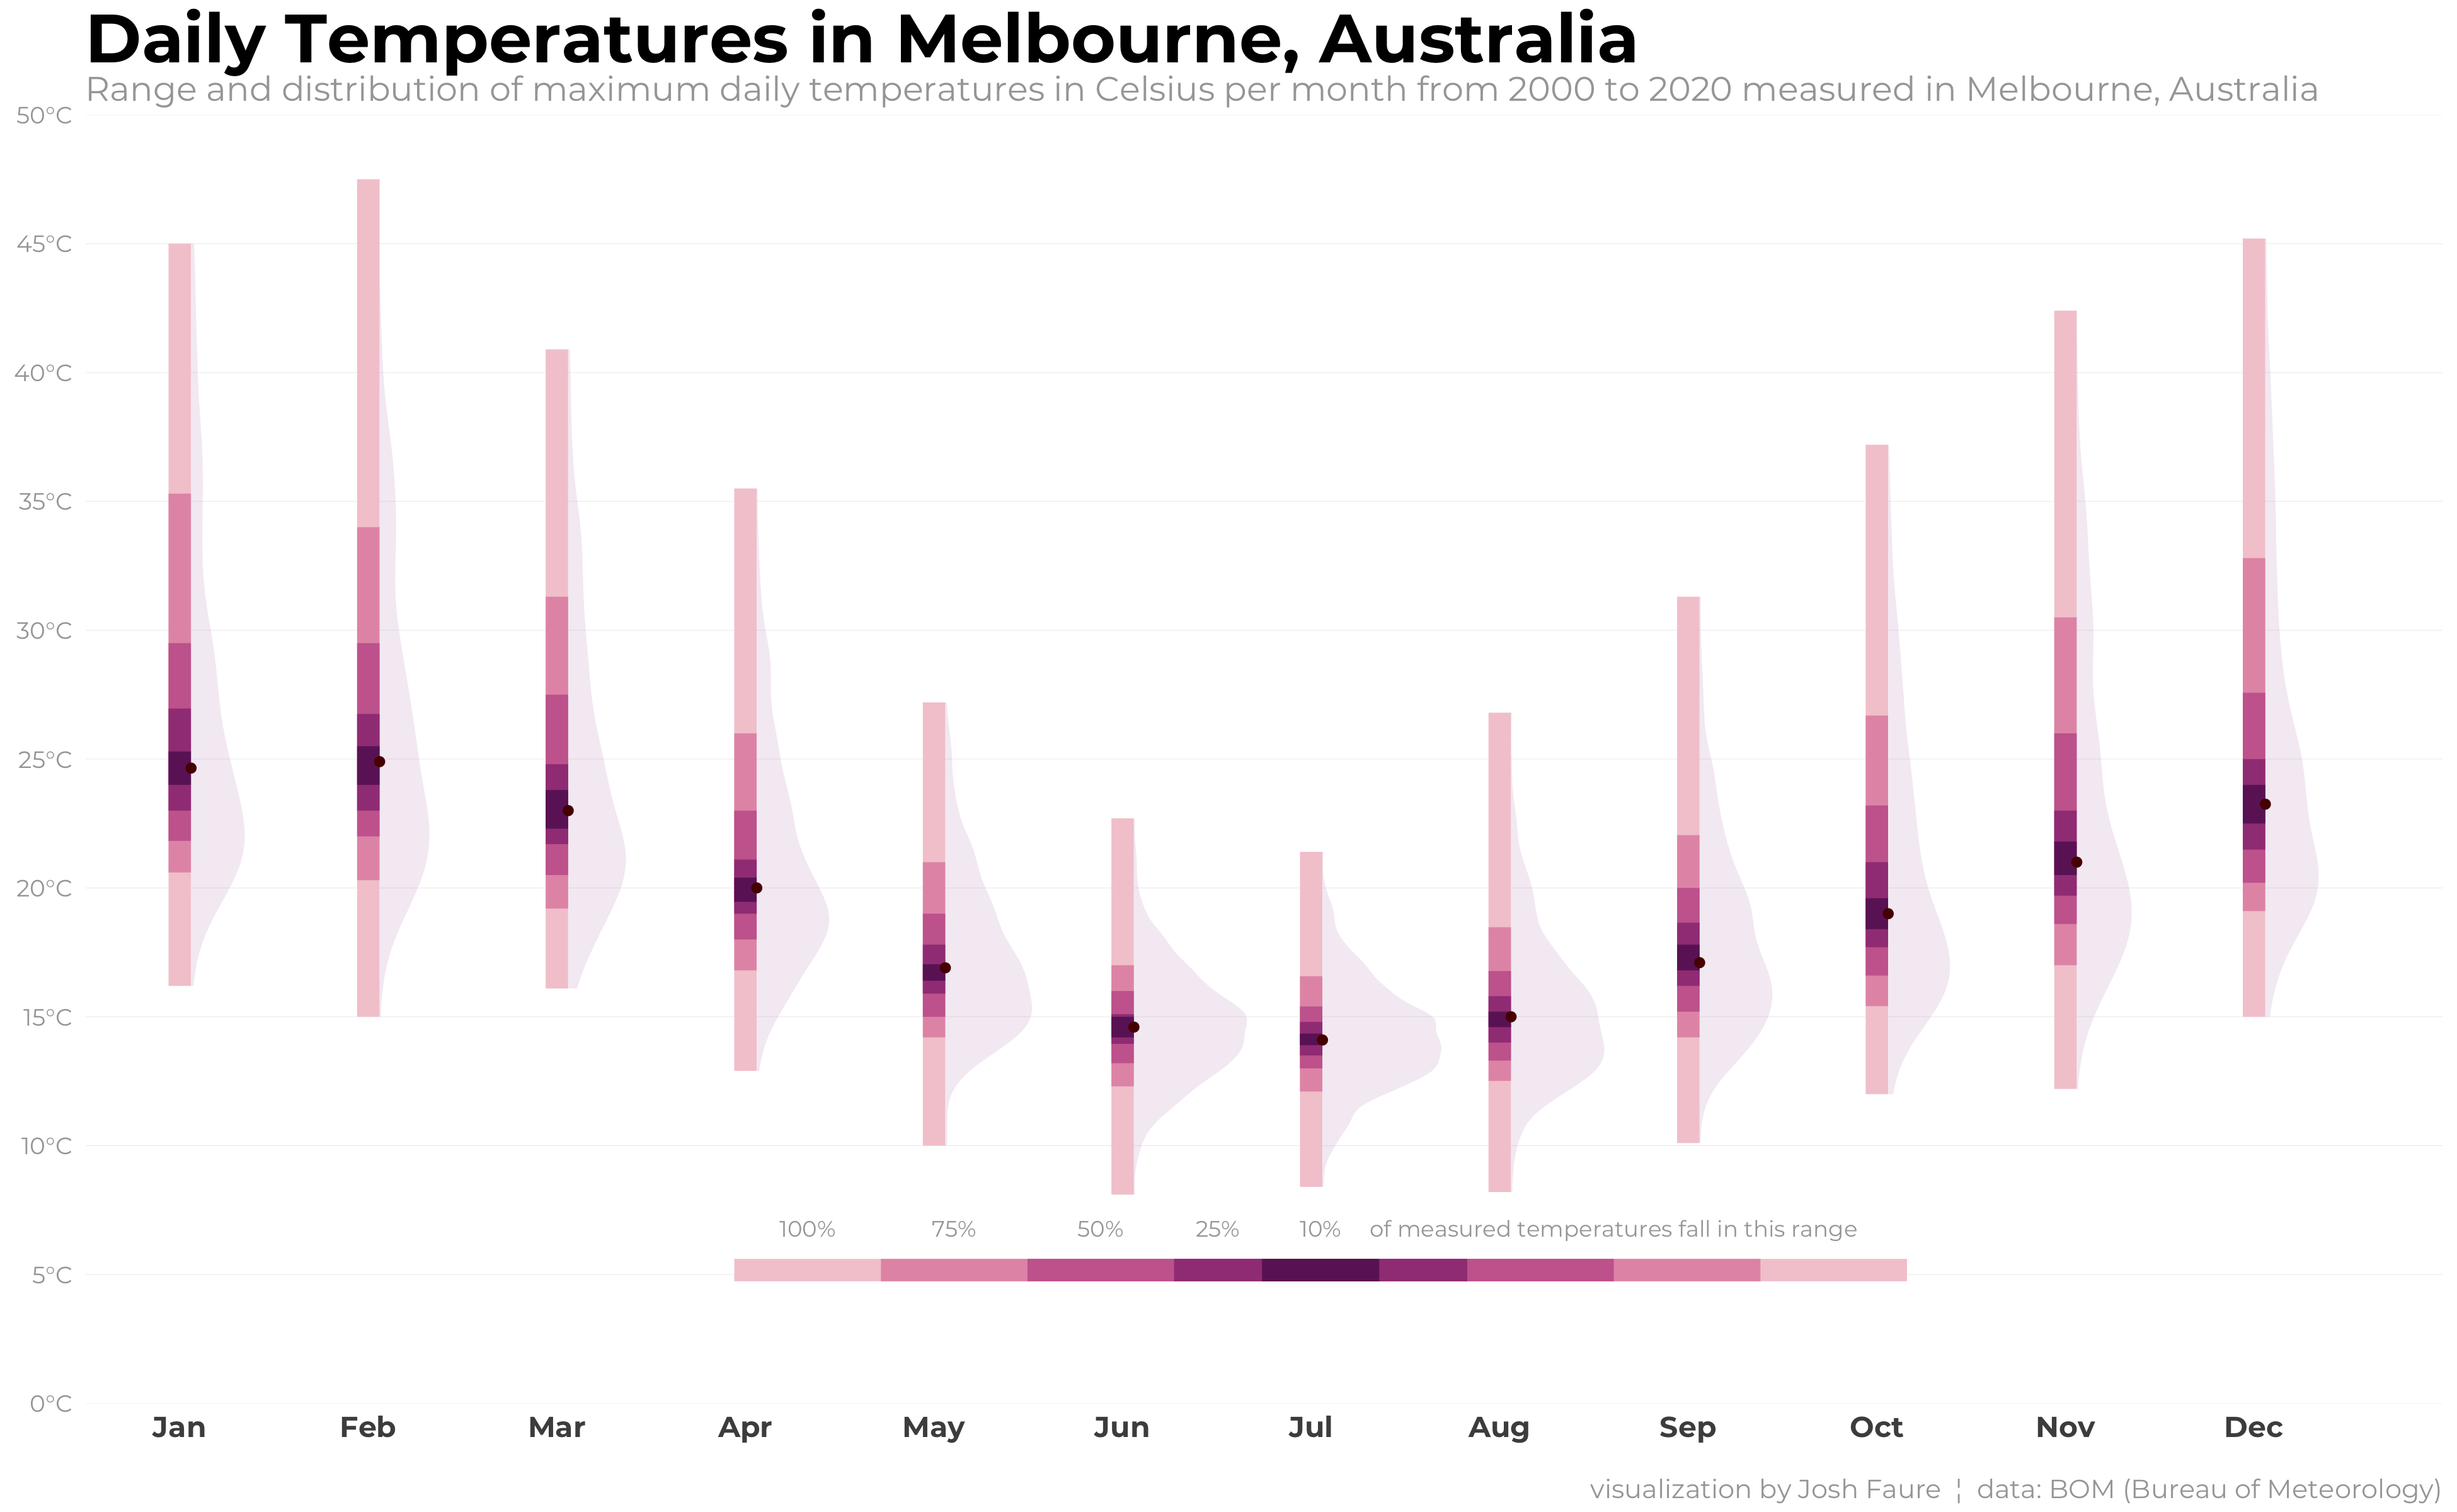 Daily Temperatures in Melbourne, Australia
Range and distribution of maximum daily temperatures in Celsius per month from 2000 to 2020 measured in Melbourne, Australia
50°C
45°C
40°C
35°C
30°C
25°C
20°C
15°C
10°C
100% 75% 50% 25% 10% of measured temperatures fall in this range
5°C
0°C
Jan Feb Mar Apr May Jun Jul Aug Sep Oct Nov Dec
visualization by Josh Faure ¦ data: BOM (Bureau of Meteorology)